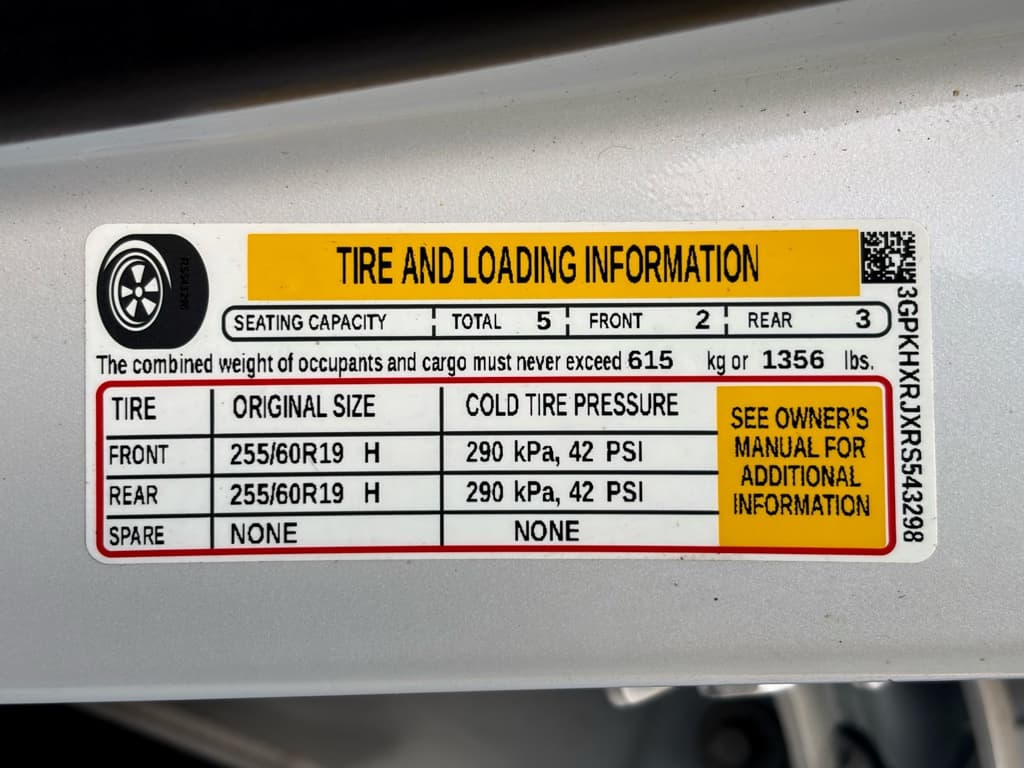 TIRE AND LOADING INFORMATION
SEATING CAPACITY TOTAL 5 FRONT 2 REAR 3
The combined weight of occupants and cargo must never exceed 615 kg or 1356 lbs.
TIRE ORIGINAL SIZE COLD TIRE PRESSURE
FRONT 255/60R19 H 290 kPa, 42 PSI
REAR 255/60R19 H 290 kPa, 42 PSI
SPARE NONE NONE
SEE OWNER'S
MANUAL FOR
ADDITIONAL
INFORMATION
3GPKHXRJXRS543298
RS543298